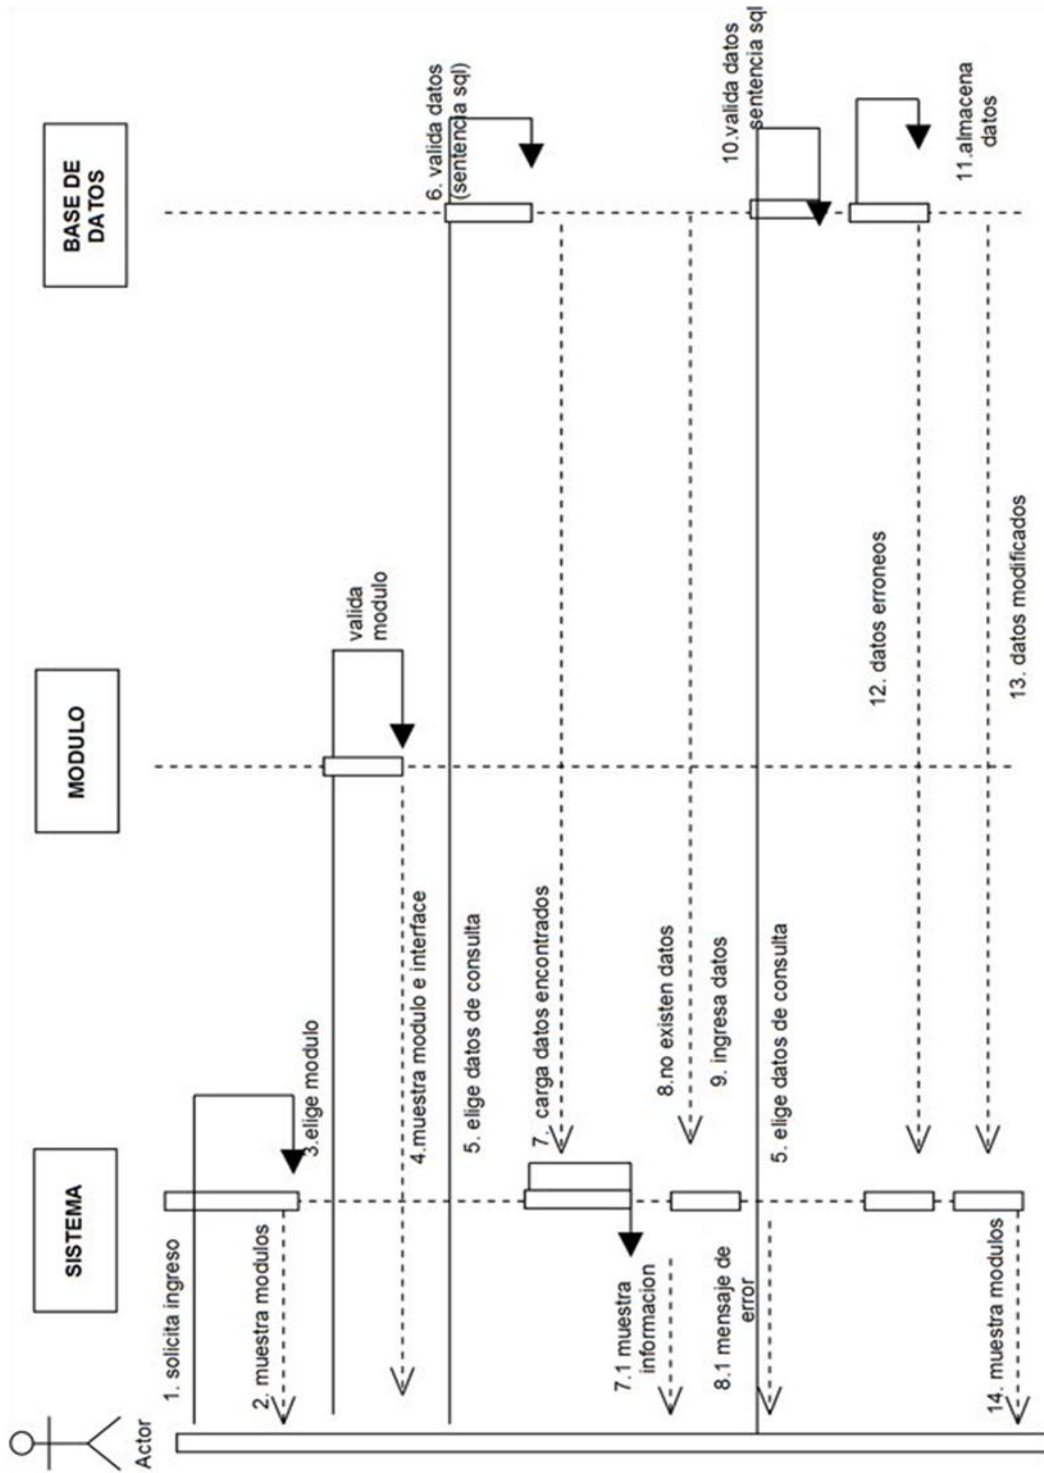 Actor
SISTEMA
MODULO
BASE DE
DATOS
1. solicita ingreso
2. muestra modulos
3.elige modulo
valida
modulo
4.muestra modulo e interface
5. elige datos de consulta
6. valida datos
(sentencia sql)
7. carga datos encontrados
7.1 muestra
informacion
8.no existen datos
8.1 mensaje de
error
9. ingresa datos
5. elige datos de consulta
10.valida datos
sentencia sql
11.almacena
datos
12. datos erroneos
13. datos modificados
14. muestra modulos